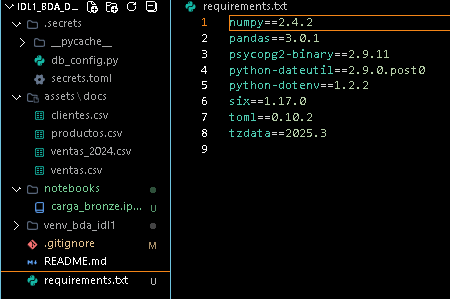 IDL1_BDA_D...
.secrets
__pycache__
db_config.py
secrets.toml
assets \ docs
clientes.csv
productos.csv
ventas_2024.csv
ventas.csv
notebooks
carga_bronze.ip... U
venv_bda_idl1
.gitignore M
README.md
requirements.txt U
requirements.txt
1 numpy==2.4.2
2 pandas==3.0.1
3 psycopg2-binary==2.9.11
4 python-dateutil==2.9.0.post0
5 python-dotenv==1.2.2
6 six==1.17.0
7 toml==0.10.2
8 tzdata==2025.3
9